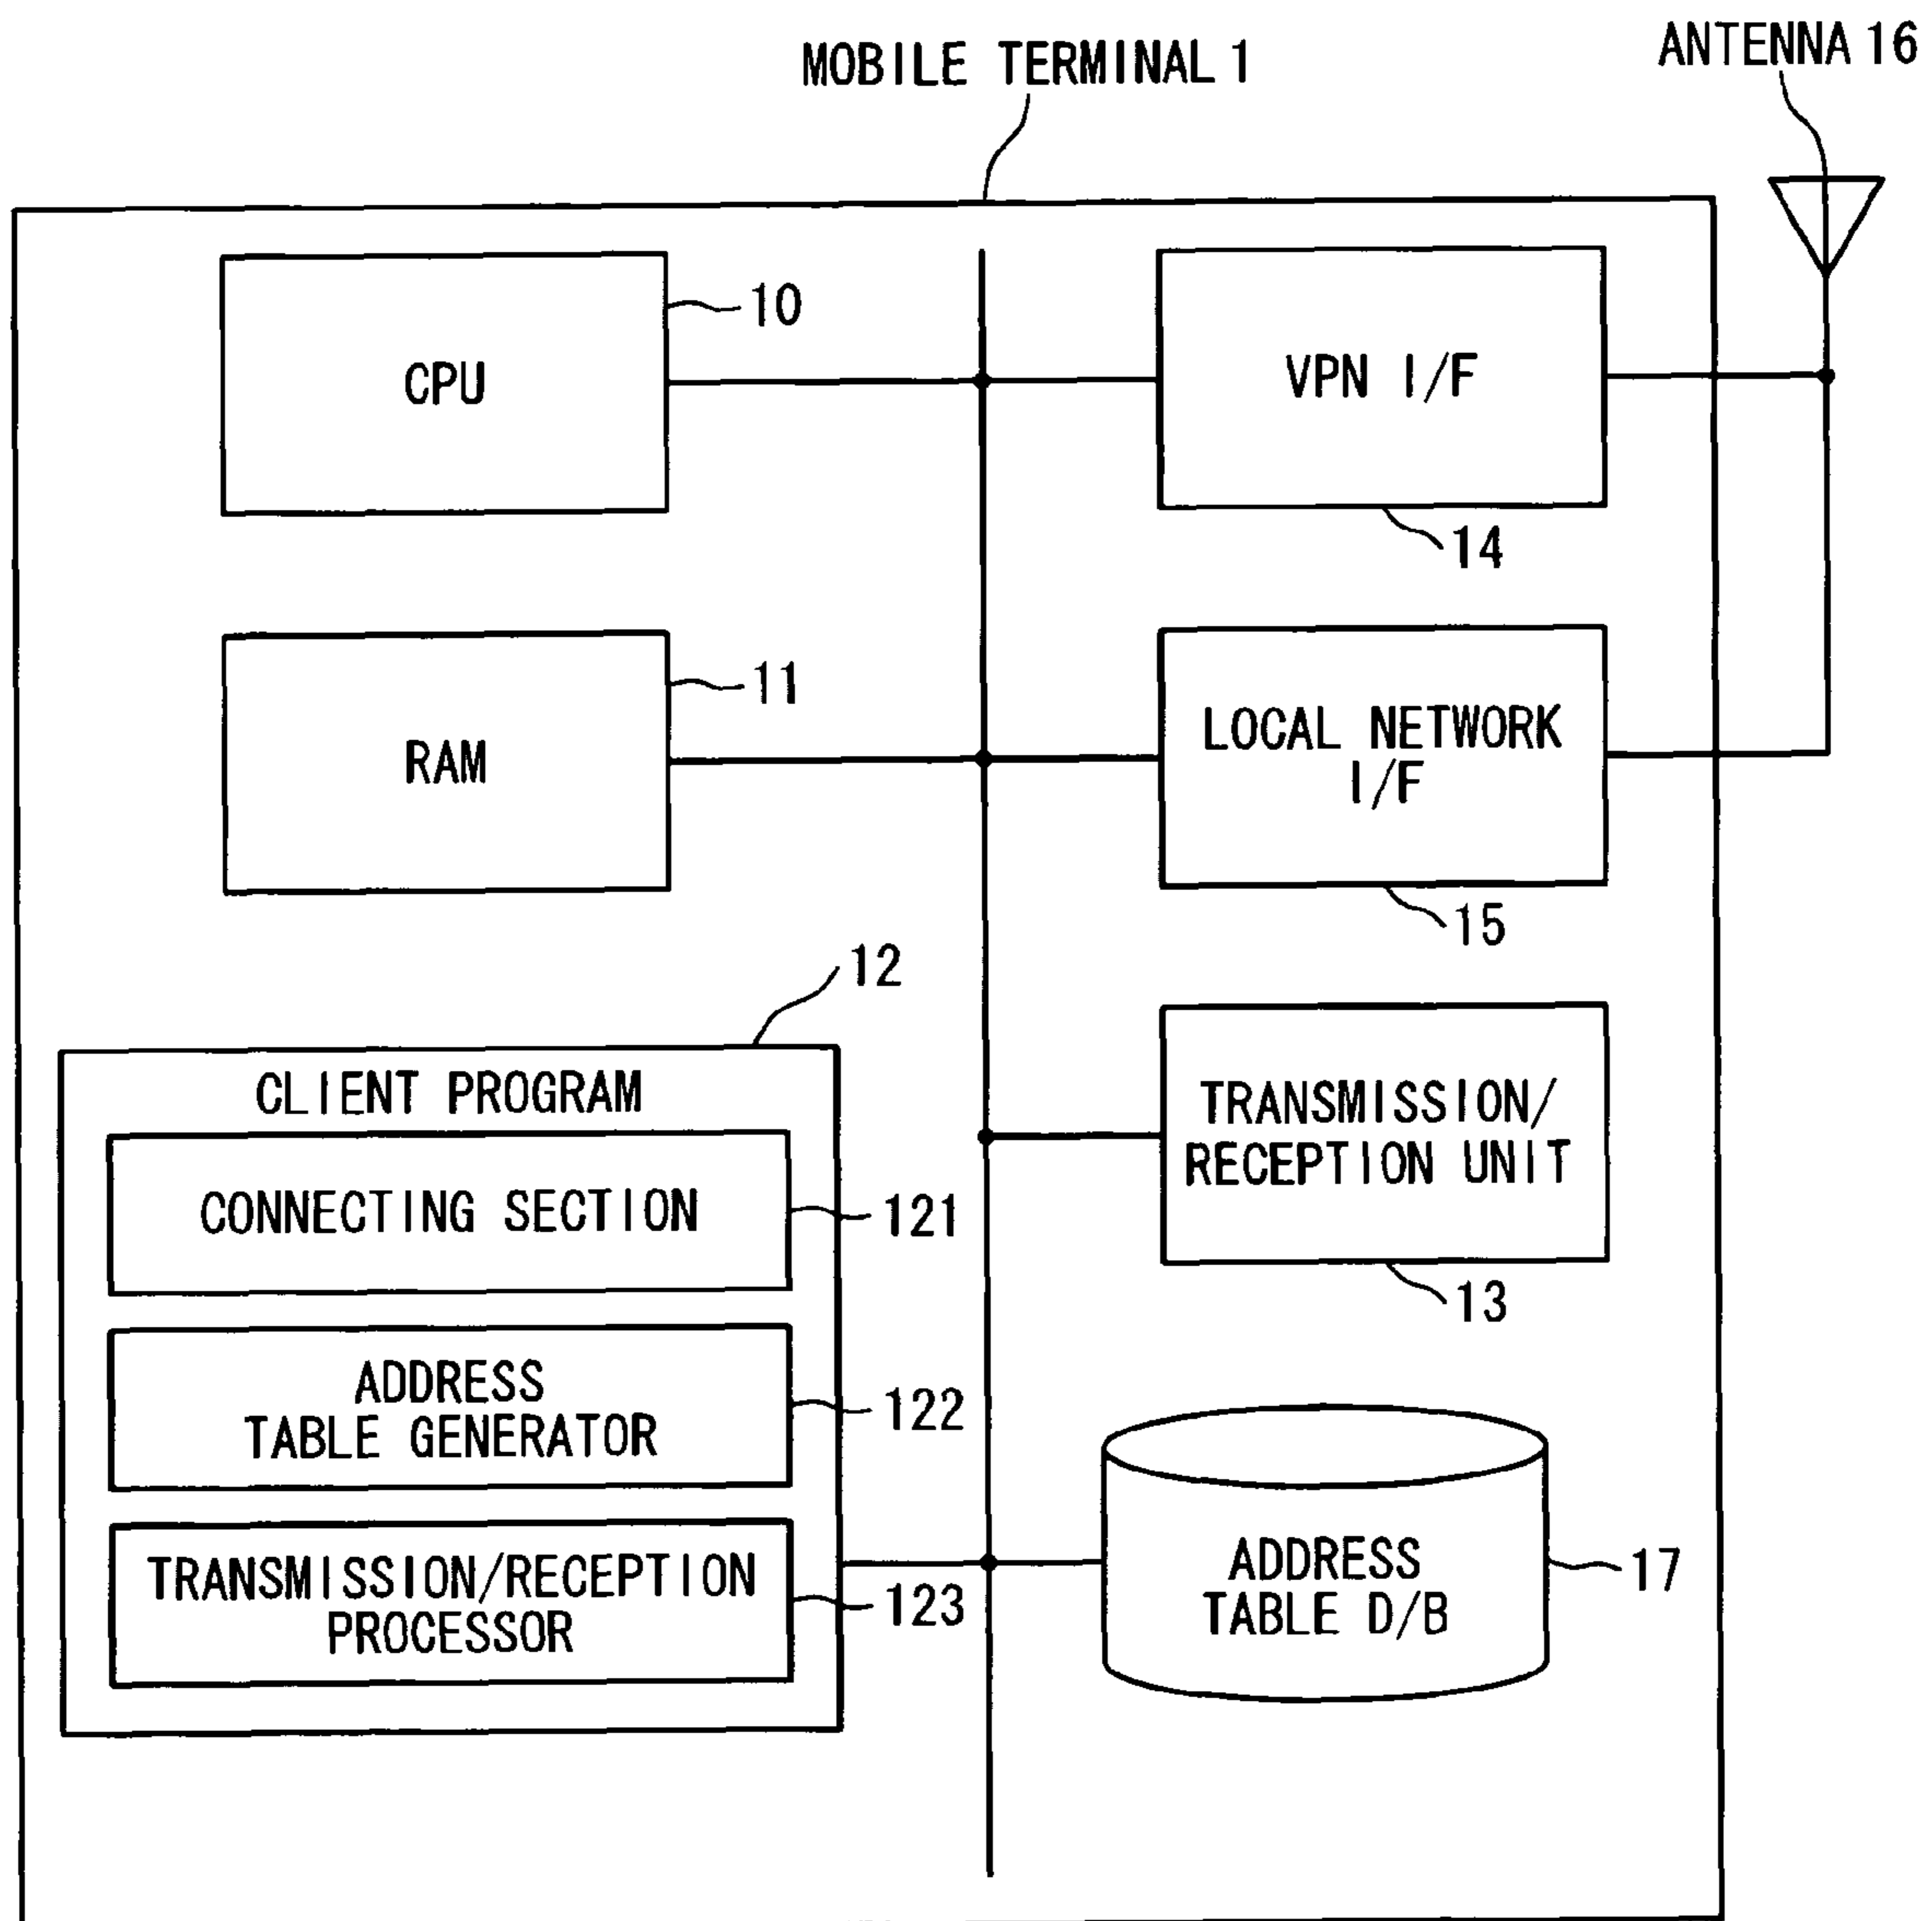 MOBILE TERMINAL 1
ANTENNA 16
CPU
10
VPN I/F
14
RAM
11
LOCAL NETWORK
I/F
15
12
CLIENT PROGRAM
CONNECTING SECTION
121
ADDRESS
TABLE GENERATOR
122
TRANSMISSION/RECEPTION
PROCESSOR
123
TRANSMISSION/
RECEPTION UNIT
13
ADDRESS
TABLE D/B
17